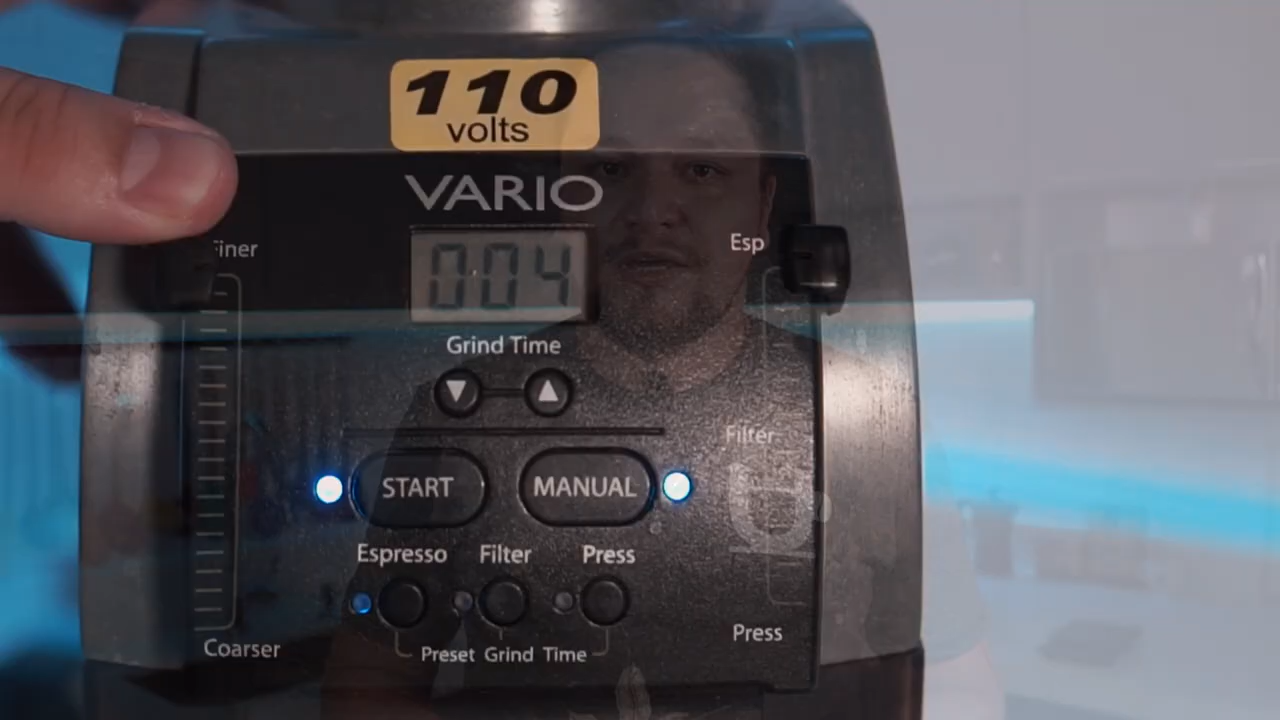 110
volts
VARIO
Finer
Esp
004
Grind Time
Filter
START
MANUAL
Espresso
Filter
Press
Press
Coarser
Preset Grind Time